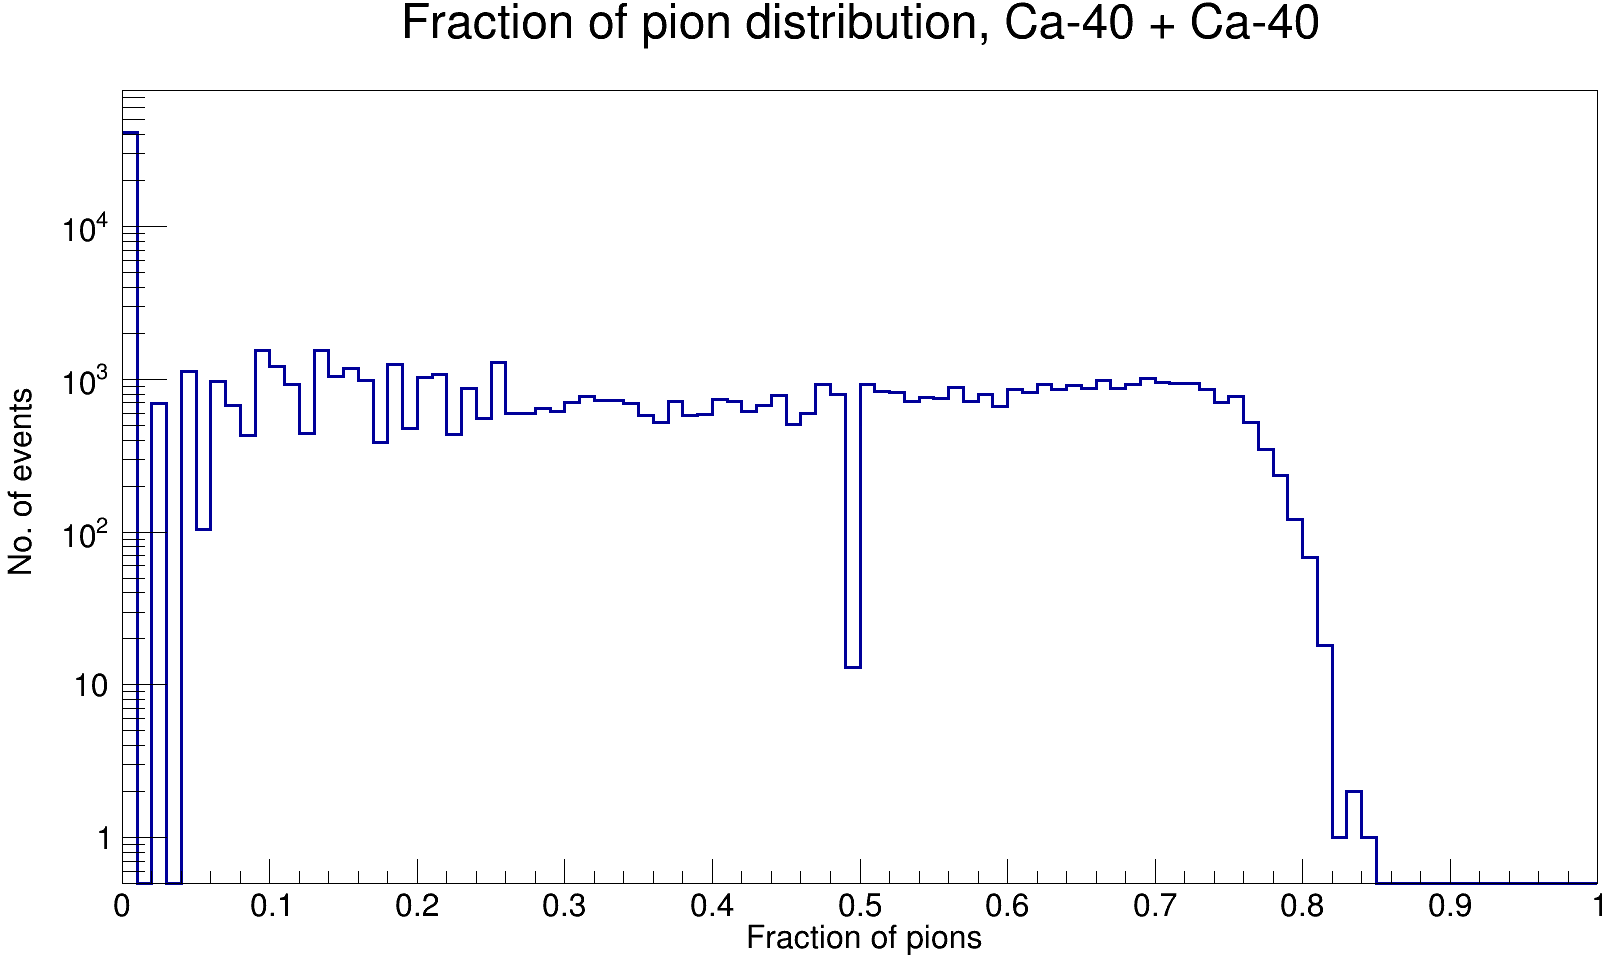 Fraction of pion distribution, Ca-40 + Ca-40
No. of events
10^4
10^3
10^2
10
1
0 0.1 0.2 0.3 0.4 0.5 0.6 0.7 0.8 0.9 1
Fraction of pions